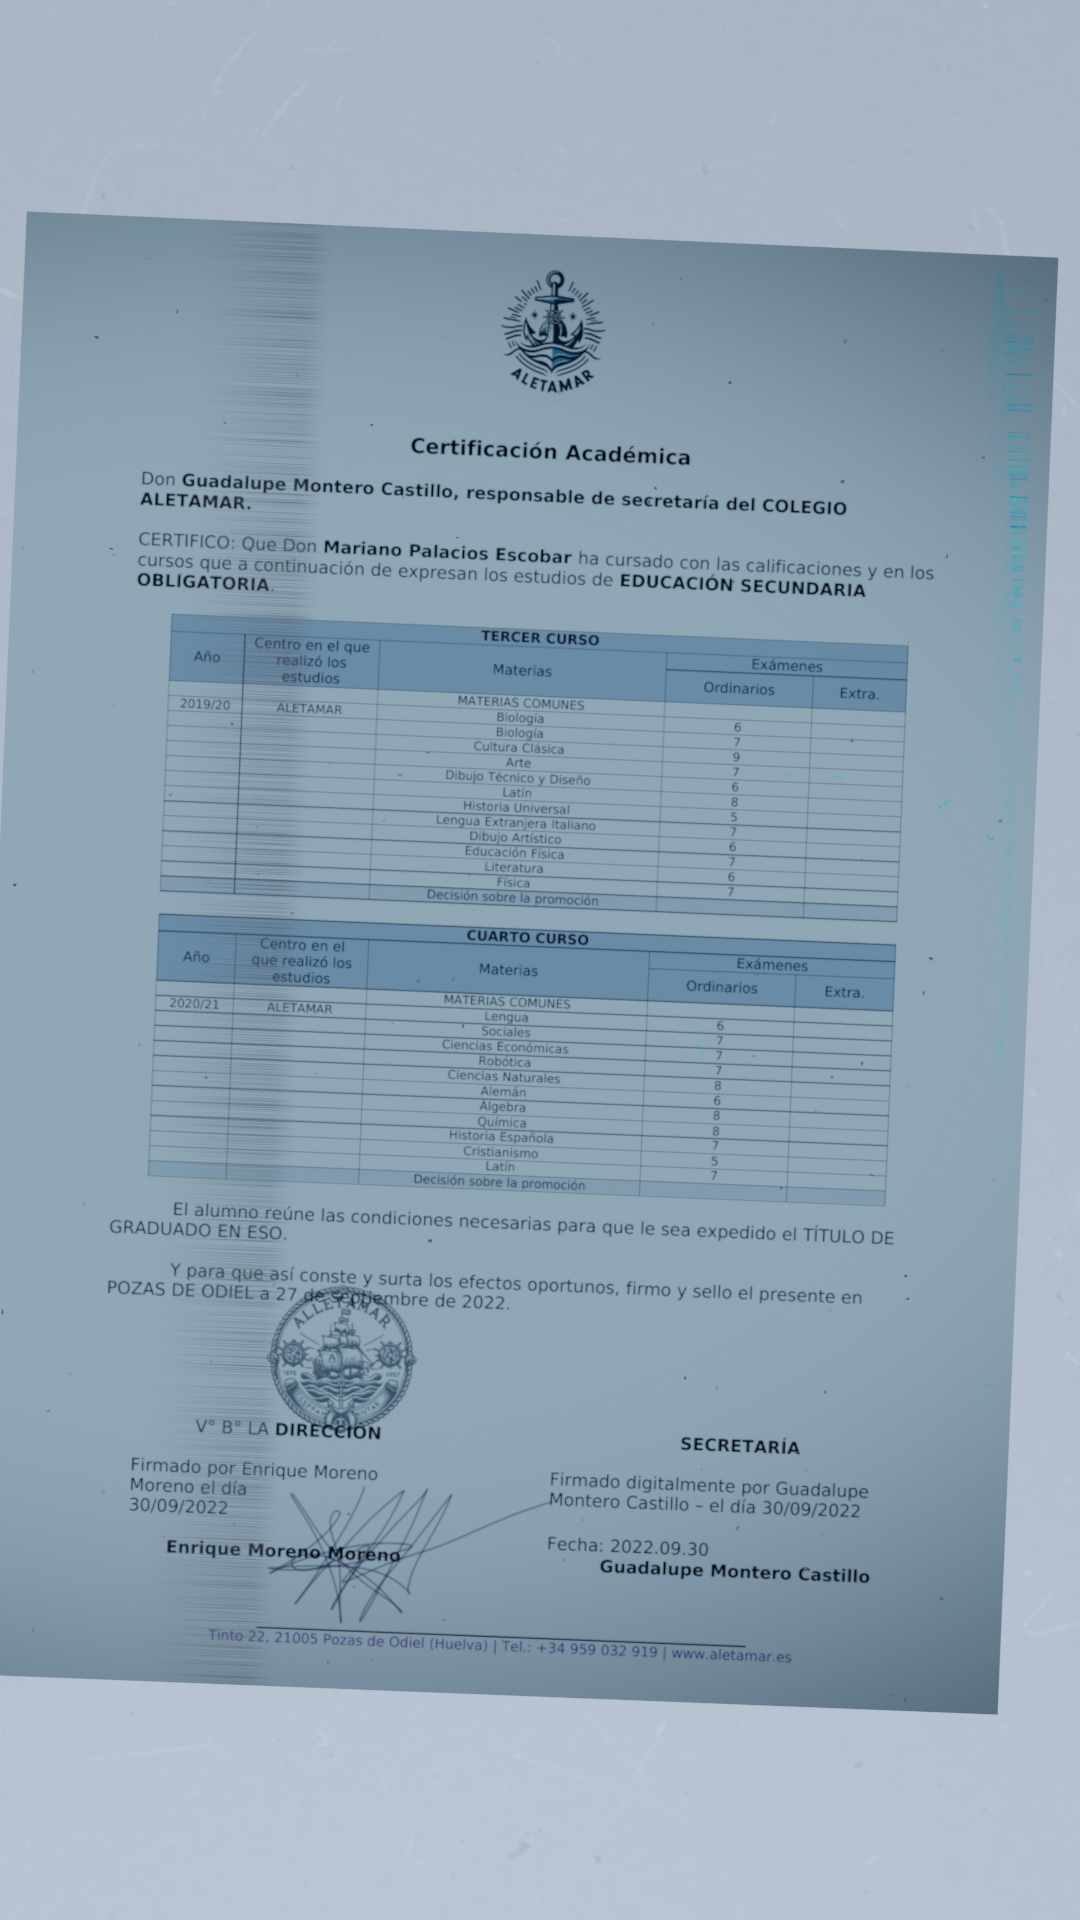 ALETAMAR
Certificación Académica
Don Guadalupe Montero Castillo, responsable de secretaría del COLEGIO
ALETAMAR.
CERTIFICO: Que Don Mariano Palacios Escobar ha cursado con las calificaciones y en los
cursos que a continuación de expresan los estudios de EDUCACIÓN SECUNDARIA
OBLIGATORIA.
TERCER CURSO
Año Centro en el que realizó los estudios Materias Exámenes
Ordinarios Extra.
MATERIAS COMUNES
2019/20 ALETAMAR Biología 6
Biología 7
Cultura Clásica 9
Arte 7
Dibujo Técnico y Diseño 6
Latín 8
Historia Universal 5
Lengua Extranjera Italiano 7
Dibujo Artístico 6
Educación Física 7
Literatura 6
Física 7
Decisión sobre la promoción
CUARTO CURSO
Año Centro en el que realizó los estudios Materias Exámenes
Ordinarios Extra.
MATERIAS COMUNES
2020/21 ALETAMAR Lengua 6
Sociales 7
Ciencias Económicas 7
Robótica 7
Ciencias Naturales 8
Alemán 6
Álgebra 8
Química 8
Historia Española 7
Cristianismo 5
Latín 7
Decisión sobre la promoción
El alumno reúne las condiciones necesarias para que le sea expedido el TÍTULO DE
GRADUADO EN ESO.
Y para que así conste y surta los efectos oportunos, firmo y sello el presente en
POZAS DE ODIEL a 27 de septiembre de 2022.
ALLETAMAR
V° B° LA DIRECCIÓN
SECRETARÍA
Firmado por Enrique Moreno
Moreno el día
30/09/2022
Enrique Moreno Moreno
Firmado digitalmente por Guadalupe
Montero Castillo – el día 30/09/2022
Fecha: 2022.09.30
Guadalupe Montero Castillo
Tinto 22, 21005 Pozas de Odiel (Huelva) | Tel.: +34 959 032 919 | www.aletamar.es